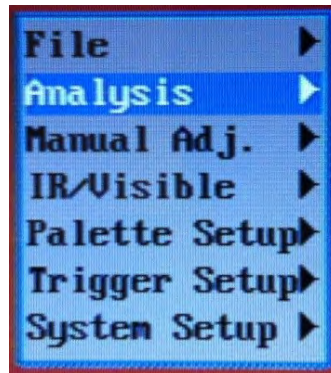 File
Analysis
Manual Adj.
IR/Visible
Palette Setup
Trigger Setup
System Setup